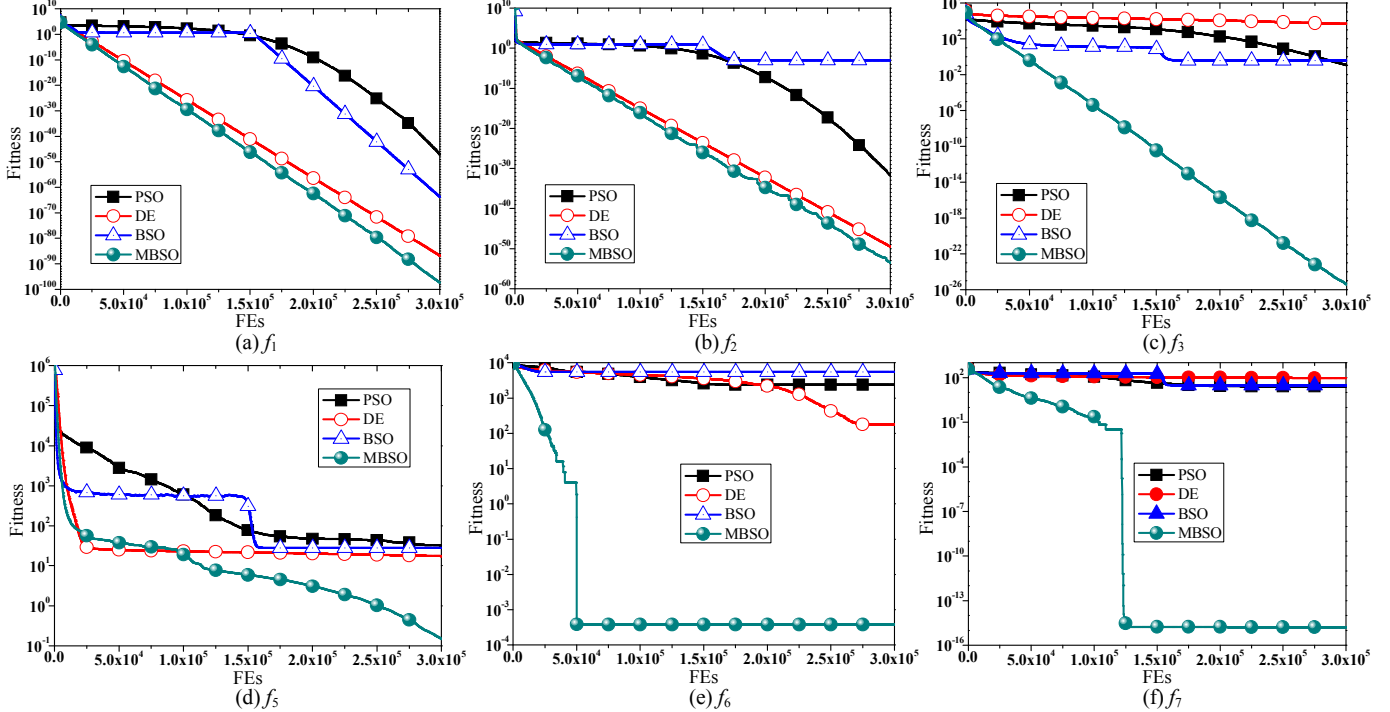 Fitness
10^10
10^0
10^-10
10^-20
10^-30
10^-40
10^-50
10^-60
10^-70
10^-80
10^-90
10^-100
PSO
DE
BSO
MBSO
0.0 5.0x10^4 1.0x10^5 1.5x10^5 2.0x10^5 2.5x10^5 3.0x10^5
FEs
(a) f1
Fitness
10^10
10^0
10^-10
10^-20
10^-30
10^-40
10^-50
10^-60
PSO
DE
BSO
MBSO
0.0 5.0x10^4 1.0x10^5 1.5x10^5 2.0x10^5 2.5x10^5 3.0x10^5
FEs
(b) f2
Fitness
10^6
10^2
10^-2
10^-6
10^-10
10^-14
10^-18
10^-22
10^-26
PSO
DE
BSO
MBSO
0.0 5.0x10^4 1.0x10^5 1.5x10^5 2.0x10^5 2.5x10^5 3.0x10^5
FEs
(c) f3
Fitness
10^6
10^5
10^4
10^3
10^2
10^1
10^0
10^-1
PSO
DE
BSO
MBSO
0.0 5.0x10^4 1.0x10^5 1.5x10^5 2.0x10^5 2.5x10^5 3.0x10^5
FEs
(d) f5
Fitness
10^4
10^3
10^2
10^1
10^0
10^-1
10^-2
10^-3
10^-4
PSO
DE
BSO
MBSO
0.0 5.0x10^4 1.0x10^5 1.5x10^5 2.0x10^5 2.5x10^5 3.0x10^5
FEs
(e) f6
Fitness
10^2
10^-1
10^-4
10^-7
10^-10
10^-14
10^-16
PSO
DE
BSO
MBSO
0.0 5.0x10^4 1.0x10^5 1.5x10^5 2.0x10^5 2.5x10^5 3.0x10^5
FEs
(f) f7